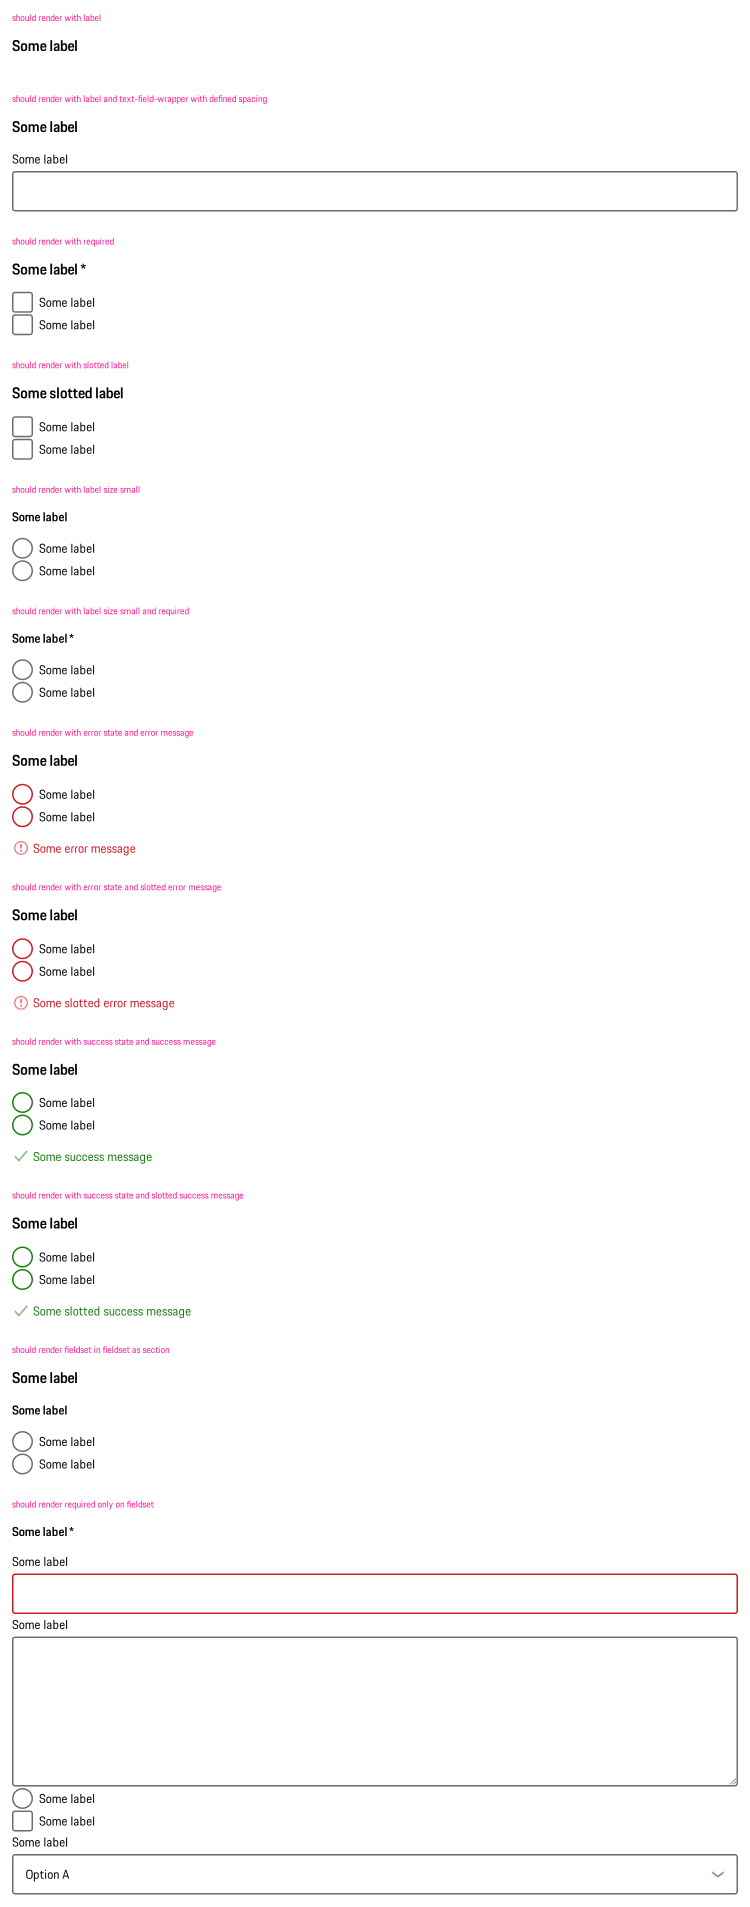 should render with label
Some label
should render with label and text-field-wrapper with defined spacing
Some label
Some label
should render with required
Some label *
Some label
Some label
should render with slotted label
Some slotted label
Some label
Some label
should render with label size small
Some label
Some label
Some label
should render with label size small and required
Some label *
Some label
Some label
should render with error state and error message
Some label
Some label
Some label
Some error message
should render with error state and slotted error message
Some label
Some label
Some label
Some slotted error message
should render with success state and success message
Some label
Some label
Some label
Some success message
should render with success state and slotted success message
Some label
Some label
Some label
Some slotted success message
should render fieldset in fieldset as section
Some label
Some label
Some label
Some label
should render required only on fieldset
Some label *
Some label
Some label
Some label
Some label
Some label
Option A